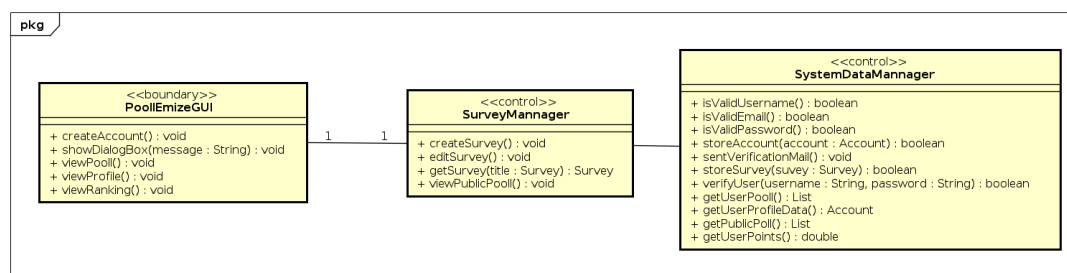 pkg
<<boundary>>
PoollEmizeGUI
+ createAccount() : void
+ showDialogBox(message : String) : void
+ viewPooll() : void
+ viewProfile() : void
+ viewRanking() : void
1
1
<<control>>
SurveyMannager
+ createSurvey() : void
+ editSurvey() : void
+ getSurvey(title : Survey) : Survey
+ viewPublicPooll() : void
<<control>>
SystemDataMannager
+ isValidUsername() : boolean
+ isValidEmail() : boolean
+ isValidPassword() : boolean
+ storeAccount(account : Account) : boolean
+ sentVerificationMail() : void
+ storeSurvey(suvey : Survey) : boolean
+ verifyUser(username : String, password : String) : boolean
+ getUserPooll() : List
+ getUserProfileData() : Account
+ getPublicPoll() : List
+ getUserPoints() : double